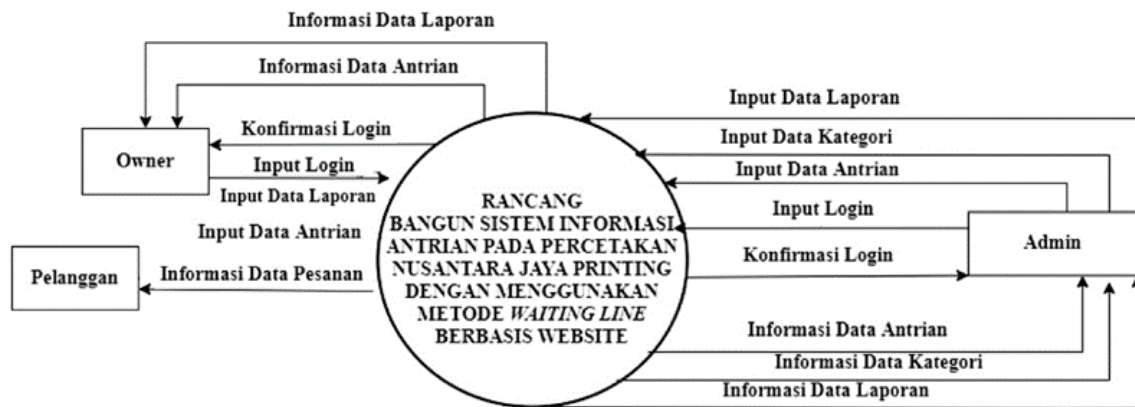 Informasi Data Laporan
Informasi Data Antrian
Konfirmasi Login
Owner
Input Login
Input Data Laporan
Input Data Antrian
Pelanggan
Informasi Data Pesanan
RANCANG
BANGUN SISTEM INFORMASI
ANTRIAN PADA PERCETAKAN
NUSANTARA JAYA PRINTING
DENGAN MENGGUNAKAN
METODE WAITING LINE
BERBASIS WEBSITE
Input Data Laporan
Input Data Kategori
Input Data Antrian
Input Login
Admin
Konfirmasi Login
Informasi Data Antrian
Informasi Data Kategori
Informasi Data Laporan